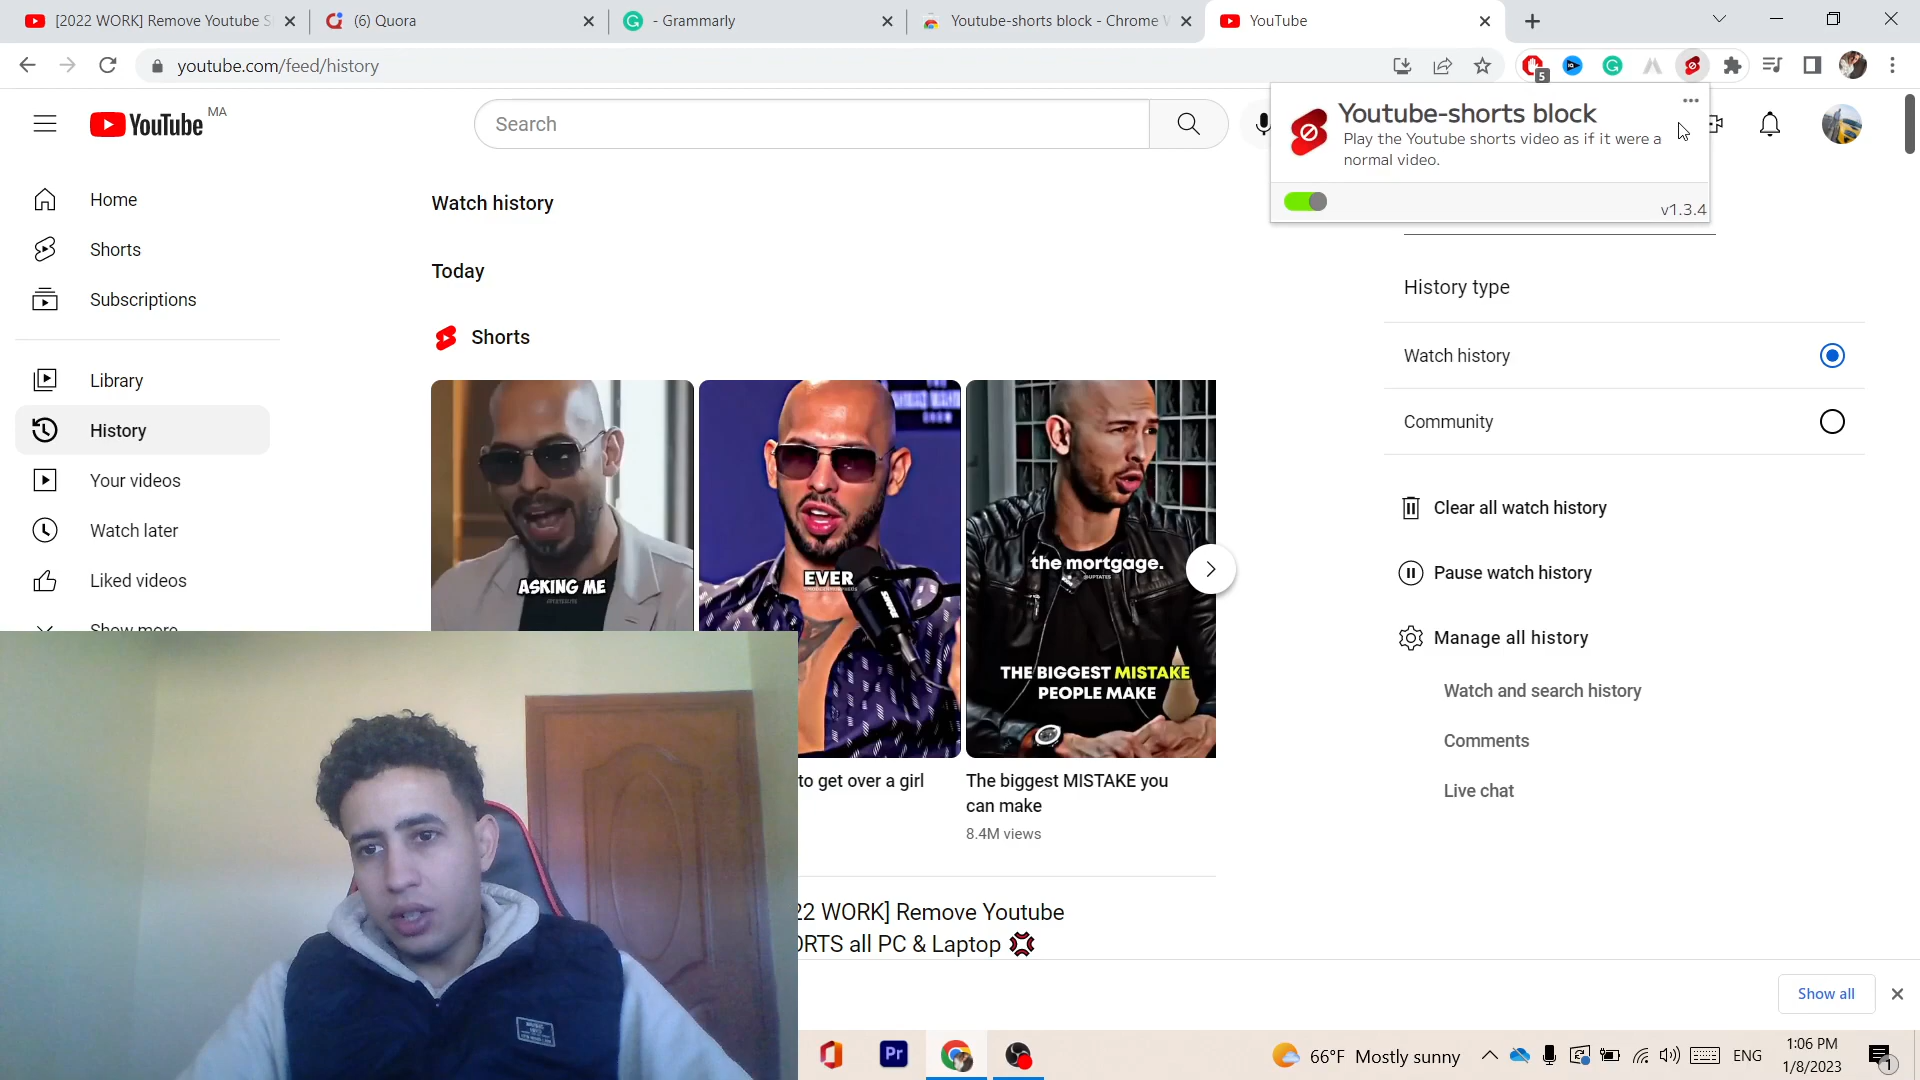 [2022 WORK] Remove Youtube S
(6) Quora
- Grammarly
Youtube-shorts block - Chrome W
YouTube
youtube.com/feed/history
5
Youtube-shorts block
Play the Youtube shorts video as if it were a
normal video.
v1.3.4
YouTube
MA
Search
Home
Shorts
Subscriptions
Library
History
Your videos
Watch later
Liked videos
Show more
Watch history
Today
Shorts
ASKING ME
EVER
the mortgage.
THE BIGGEST MISTAKE
PEOPLE MAKE
to get over a girl
The biggest MISTAKE you
can make
8.4M views
22 WORK] Remove Youtube
ORTS all PC & Laptop
History type
Watch history
Community
Clear all watch history
Pause watch history
Manage all history
Watch and search history
Comments
Live chat
Show all
Pr
66°F Mostly sunny
ENG
1:06 PM
1/8/2023
1